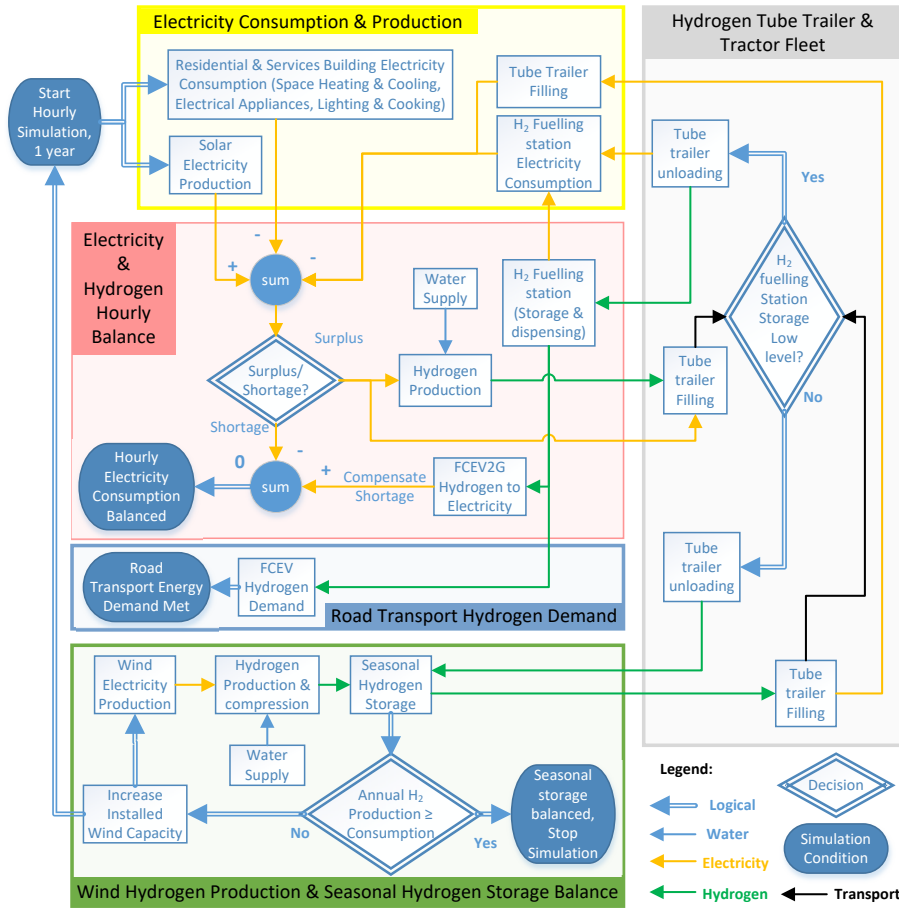 Electricity Consumption & Production
Hydrogen Tube Trailer &
Tractor Fleet
Start
Hourly
Simulation,
1 year
Residential & Services Building Electricity
Consumption (Space Heating & Cooling,
Electrical Appliances, Lighting & Cooking)
Solar
Electricity
Production
Tube Trailer
Filling
H₂ Fuelling
station
Electricity
Consumption
Tube
trailer
unloading
Yes
H₂
fuelling
Station
Storage
Low
level?
No
Electricity
&
Hydrogen
Hourly
Balance
-
+
-
sum
Water
Supply
H₂ Fuelling
station
(Storage &
dispensing)
Surplus
Surplus/
Shortage?
Hydrogen
Production
Tube
trailer
Filling
Shortage
Hourly
Electricity
Consumption
Balanced
0
-
+
sum
Compensate
Shortage
FCEV2G
Hydrogen to
Electricity
Tube
trailer
unloading
Road
Transport Energy
Demand Met
FCEV
Hydrogen
Demand
Road Transport Hydrogen Demand
Wind
Electricity
Production
Hydrogen
Production &
compression
Seasonal
Hydrogen
Storage
Tube
trailer
Filling
Water
Supply
Increase
Installed
Wind Capacity
No
Annual H₂
Production ≥
Consumption
Yes
Seasonal
storage
balanced,
Stop
Simulation
Wind Hydrogen Production & Seasonal Hydrogen Storage Balance
Legend:
Logical
Water
Electricity
Hydrogen
Decision
Simulation
Condition
Transport